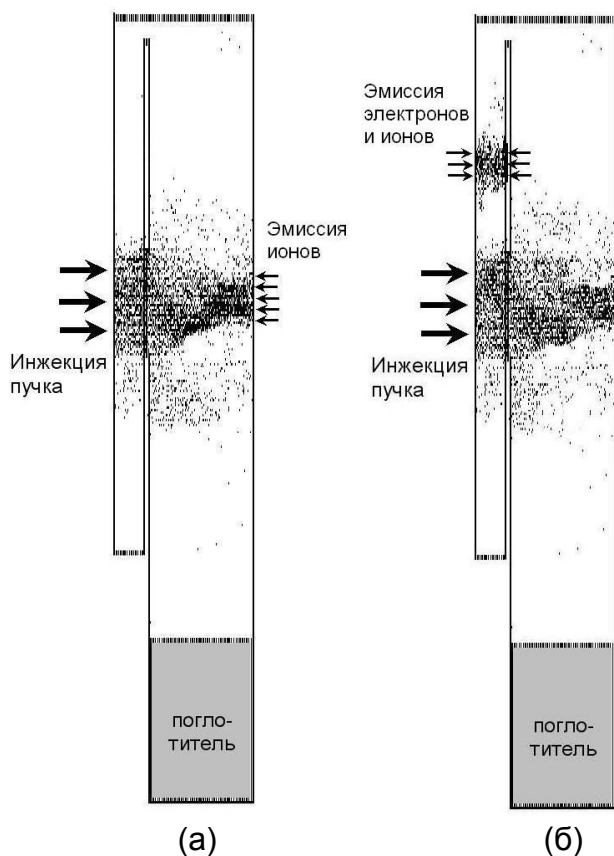 Эмиссия
ионов
Инжекция
пучка
погло-
титель
(а)
Эмиссия
электронов
и ионов
Инжекция
пучка
погло-
титель
(б)